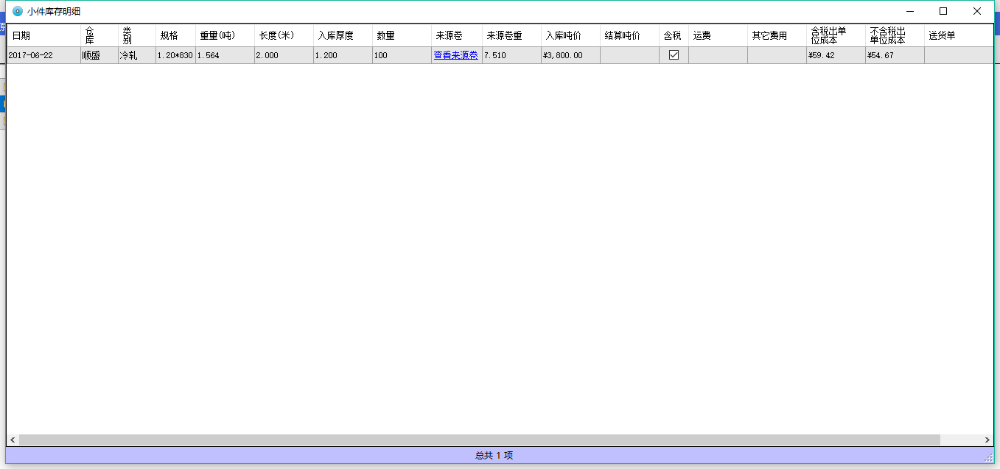 小件库存明细
日期 仓库 类别 规格 重量(吨) 长度(米) 入库厚度 数量 来源卷 来源卷重 入库吨价 结算吨价 含税 运费 其它费用 含税出单位成本 不含税出单位成本 送货单
2017-06-22 顺盛 冷轧 1.20*830 1.564 2.000 1.200 100 查看来源卷 7.510 ¥3,800.00 ¥59.42 ¥54.67
总共 1 项